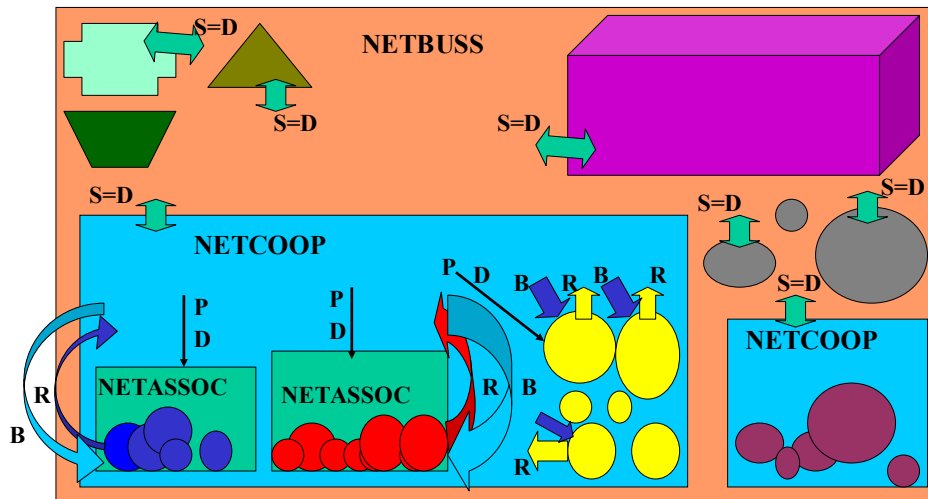 S=D
NETBUSS
S=D
S=D
S=D
S=D
S=D
S=D
NETCOOP
P
D
B
R
B
R
P
D
P
D
NETCOOP
NETASSOC
NETASSOC
R
B
R
B
R